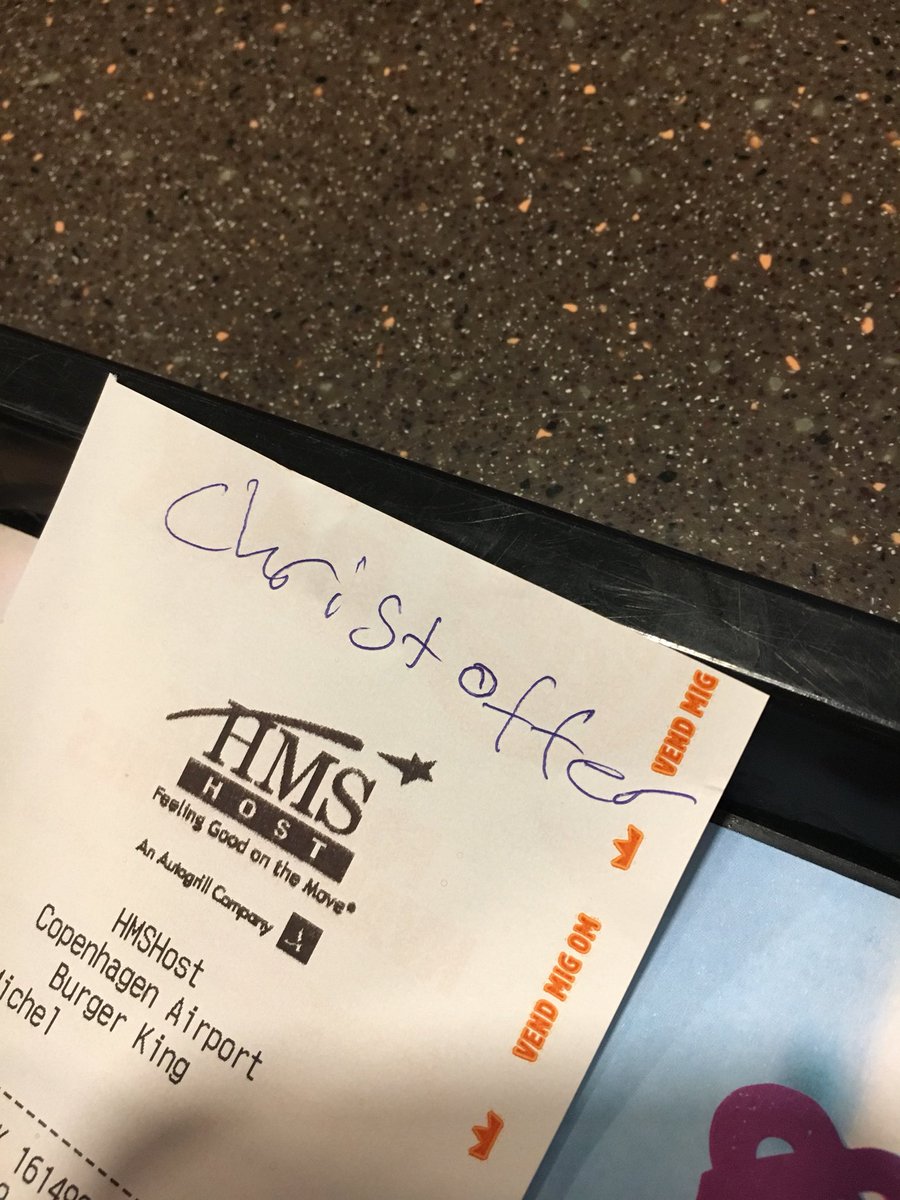 Christoffer
HMS
HOST
Feeling Good on the Move®
An Autogrill Company
HMSHost
Copenhagen Airport
Burger King
Michel
VEND MIG
VEND MIG OM